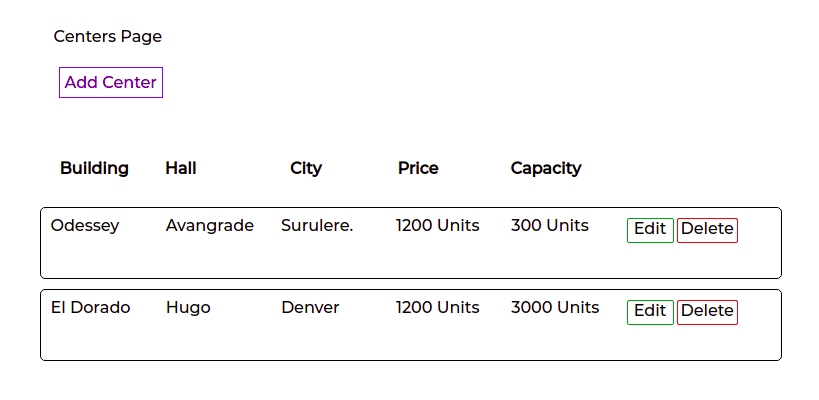 Centers Page
Add Center
Building Hall City Price Capacity
Odessey Avangrade Surulere. 1200 Units 300 Units Edit Delete
El Dorado Hugo Denver 1200 Units 3000 Units Edit Delete